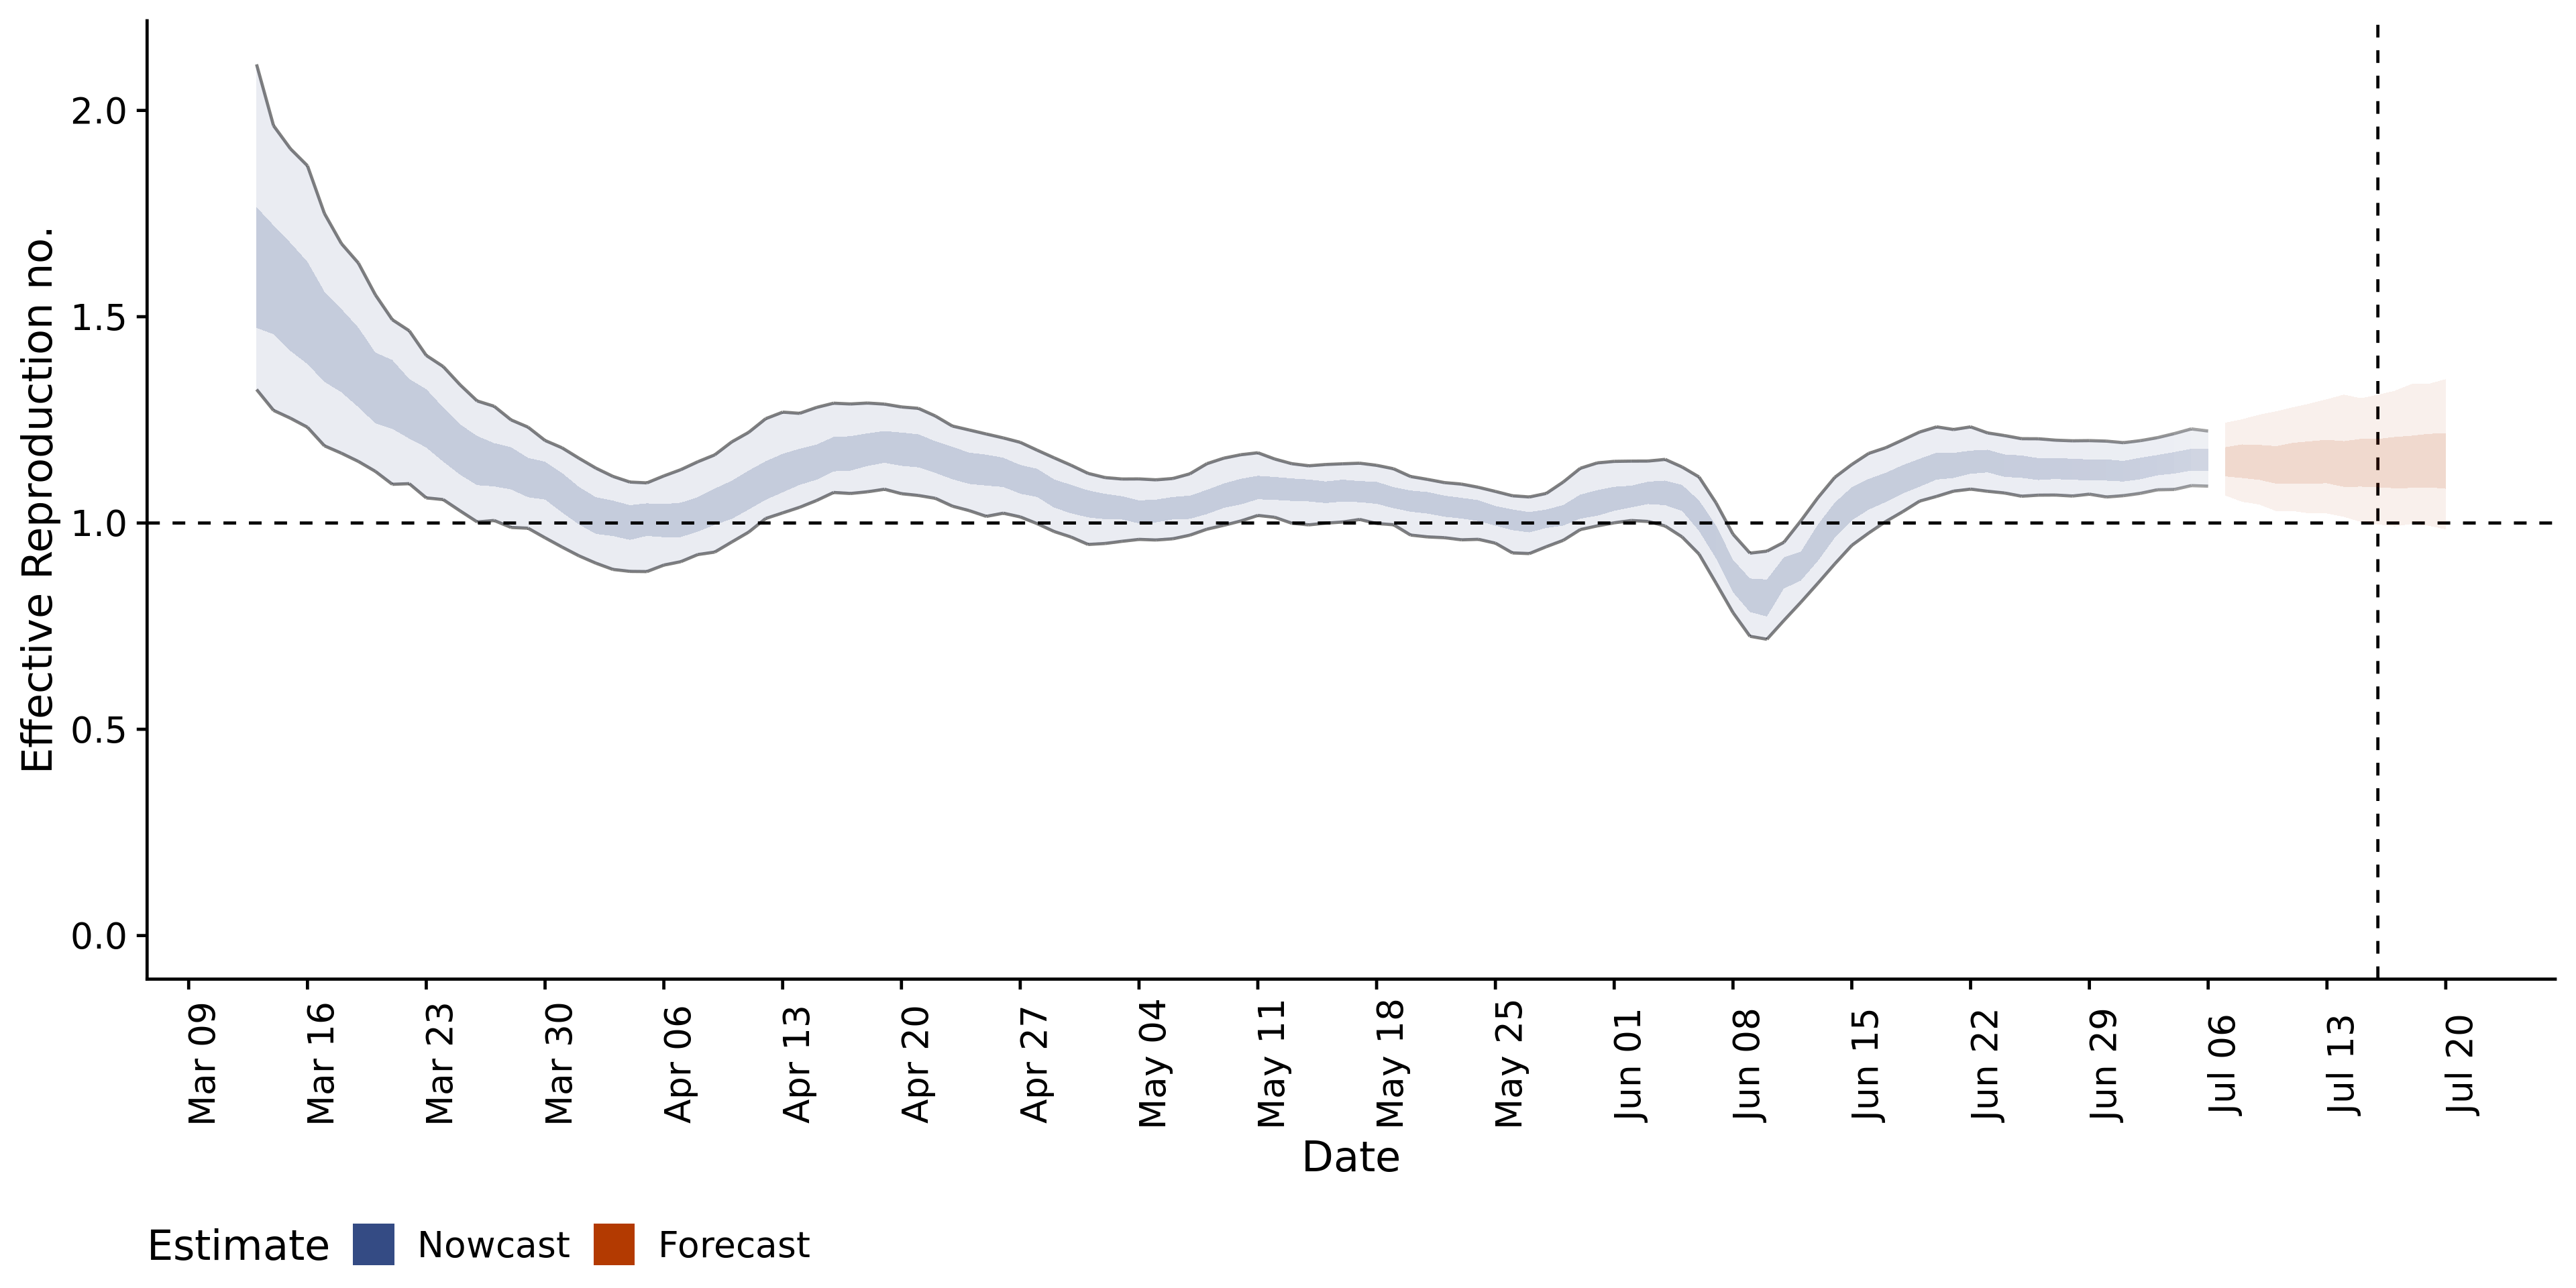 Effective Reproduction no.
2.0
1.5
1.0
0.5
0.0
Mar 09
Mar 16
Mar 23
Mar 30
Apr 06
Apr 13
Apr 20
Apr 27
May 04
May 11
May 18
May 25
Jun 01
Jun 08
Jun 15
Jun 22
Jun 29
Jul 06
Jul 13
Jul 20
Date
Estimate Nowcast Forecast